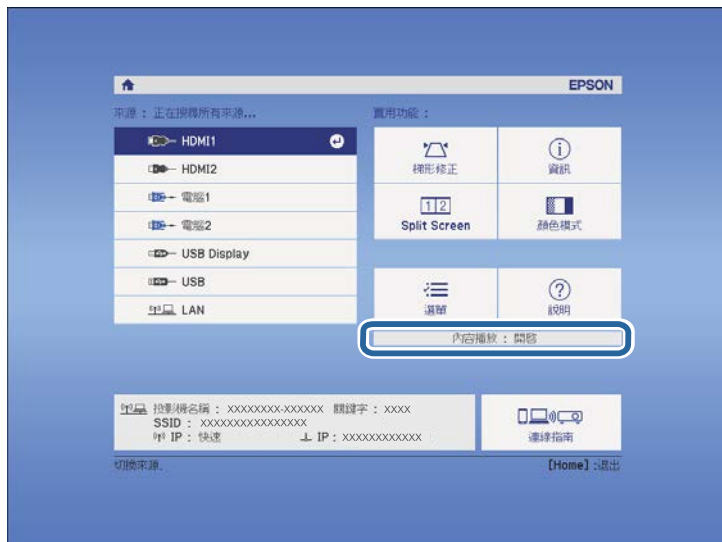 EPSON
來源 : 正在搜尋所有來源...
實用功能 :
HDMI1
HDMI2
電腦1
電腦2
USB Display
USB
LAN
梯形修正
資訊
1 2
Split Screen
顏色模式
選單
說明
內容播放 : 開啟
投影機名稱 : XXXXXXXX-XXXXXX 關鍵字 : XXXX
SSID : XXXXXXXXXXXXXXX
IP : 快速
IP : XXXXXXXXXXXX
連線指南
切換來源.
[Home] :退出